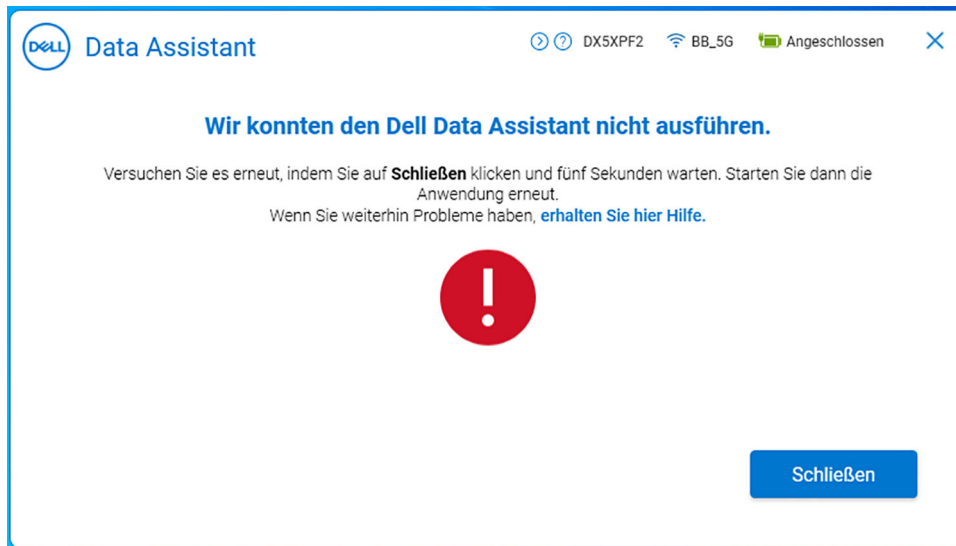 DELL Data Assistant DX5XPF2 BB_5G Angeschlossen
Wir konnten den Dell Data Assistant nicht ausführen.
Versuchen Sie es erneut, indem Sie auf Schließen klicken und fünf Sekunden warten. Starten Sie dann die
Anwendung erneut.
Wenn Sie weiterhin Probleme haben, erhalten Sie hier Hilfe.
Schließen